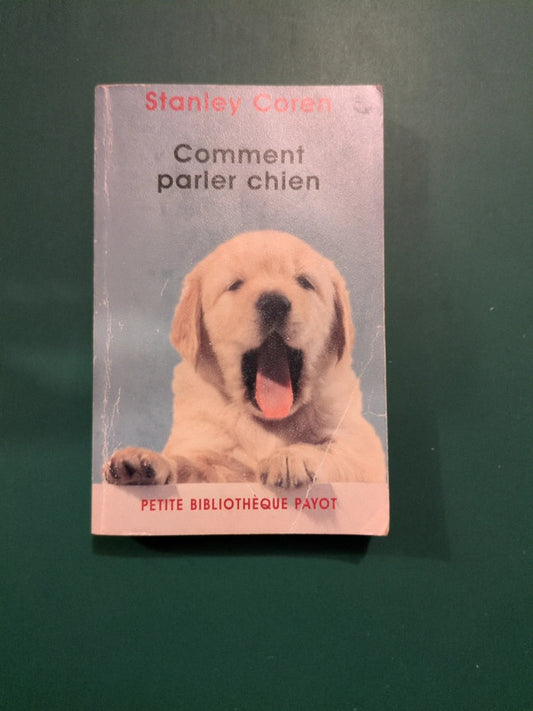 Stanley Coren
Comment
parler chien
PETITE BIBLIOTHÈQUE PAYOT